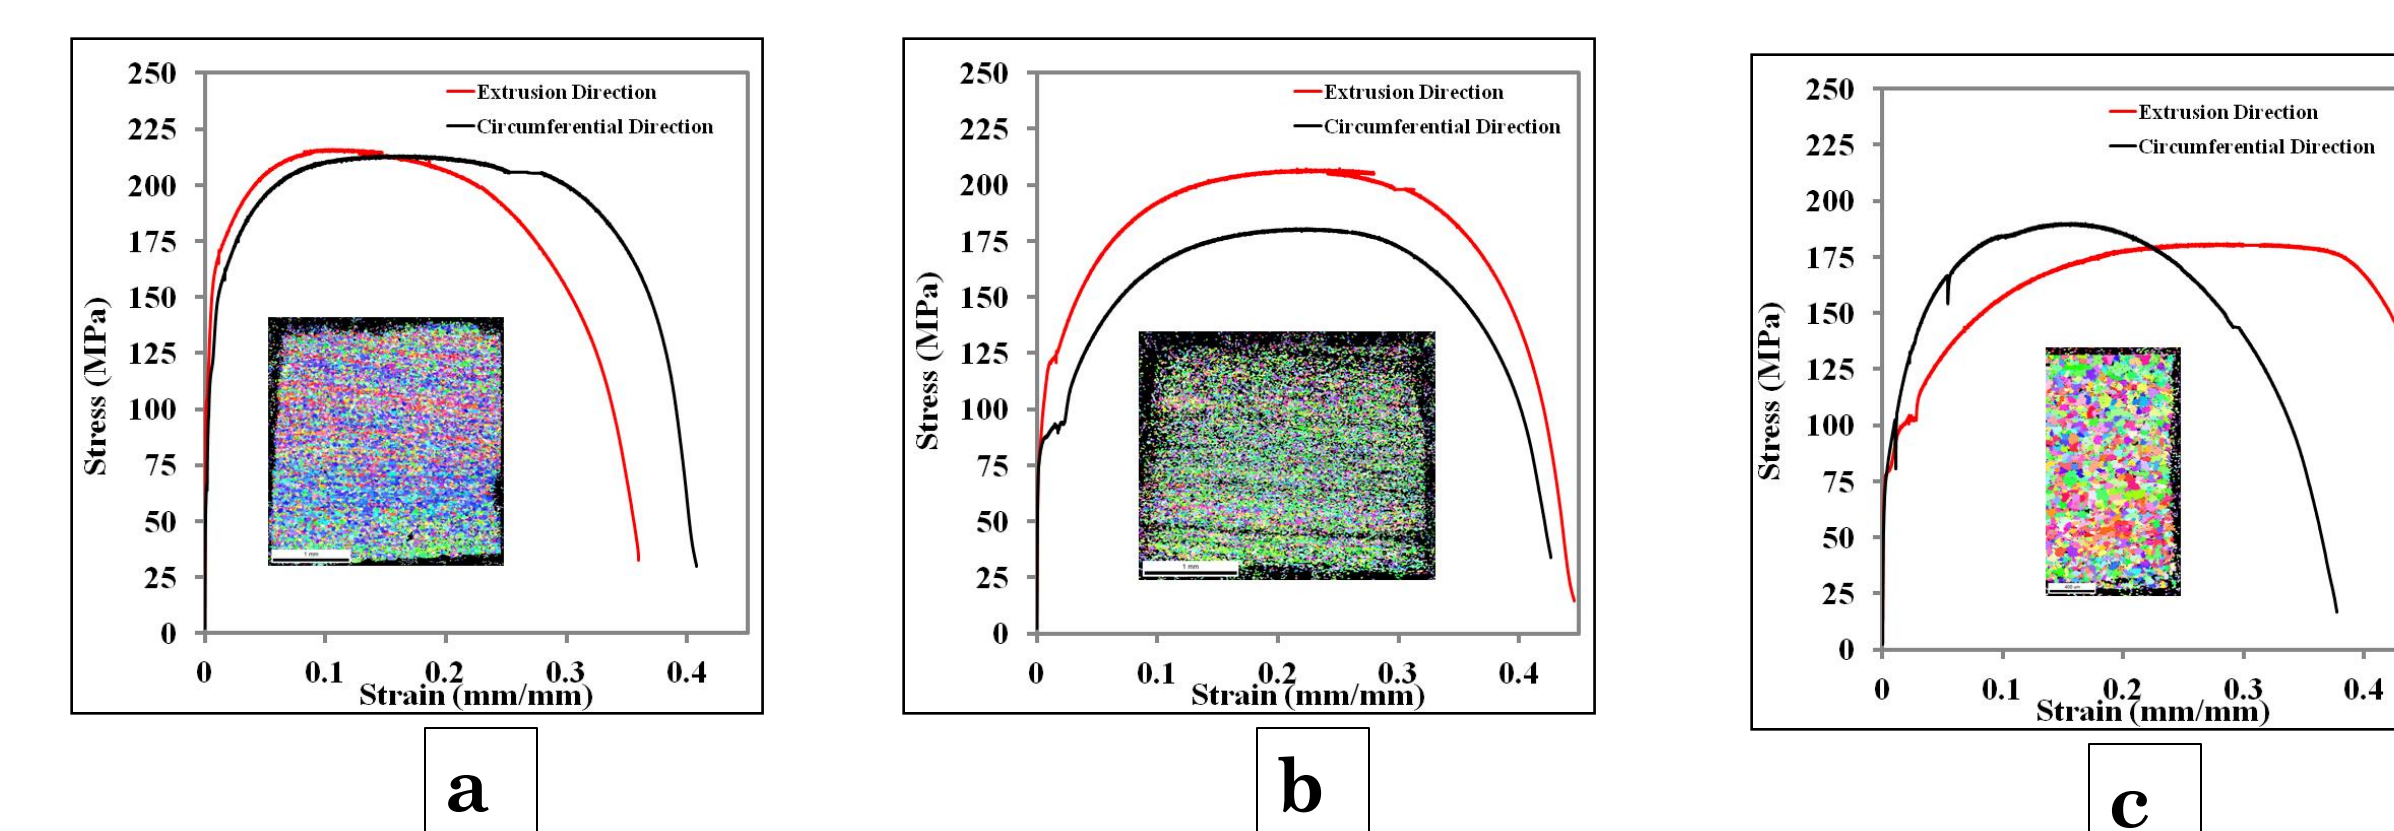 250
225
200
175
150
125
100
75
50
25
0
Stress (MPa)
Extrusion Direction
Circumferential Direction
0 0.1 0.2 0.3 0.4
Strain (mm/mm)
1 mm
a
250
225
200
175
150
125
100
75
50
25
0
Stress (MPa)
Extrusion Direction
Circumferential Direction
0 0.1 0.2 0.3 0.4
Strain (mm/mm)
1 mm
b
250
225
200
175
150
125
100
75
50
25
0
Stress (MPa)
Extrusion Direction
Circumferential Direction
0 0.1 0.2 0.3 0.4
Strain (mm/mm)
c